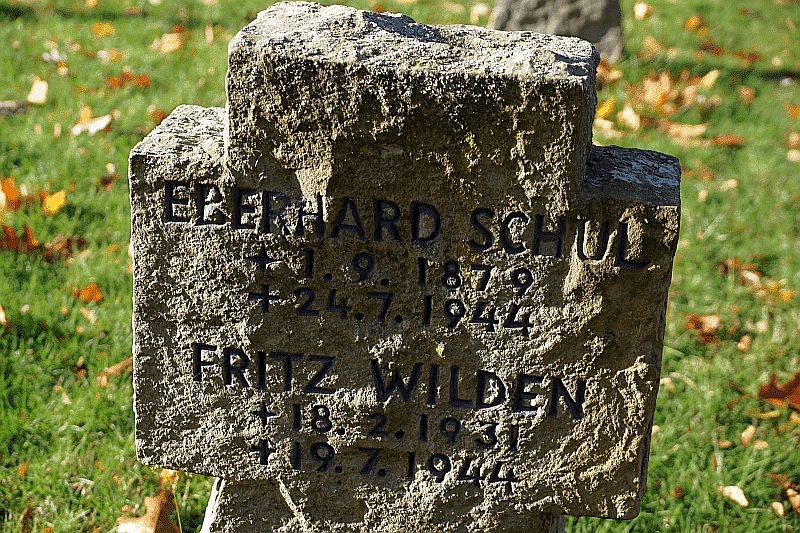 EBERHARD SCHUL
+ 1. 9. 1879
+ 24. 7. 1944
FRITZ WILDEN
+ 18. 2. 1931
+ 19. 7. 1944